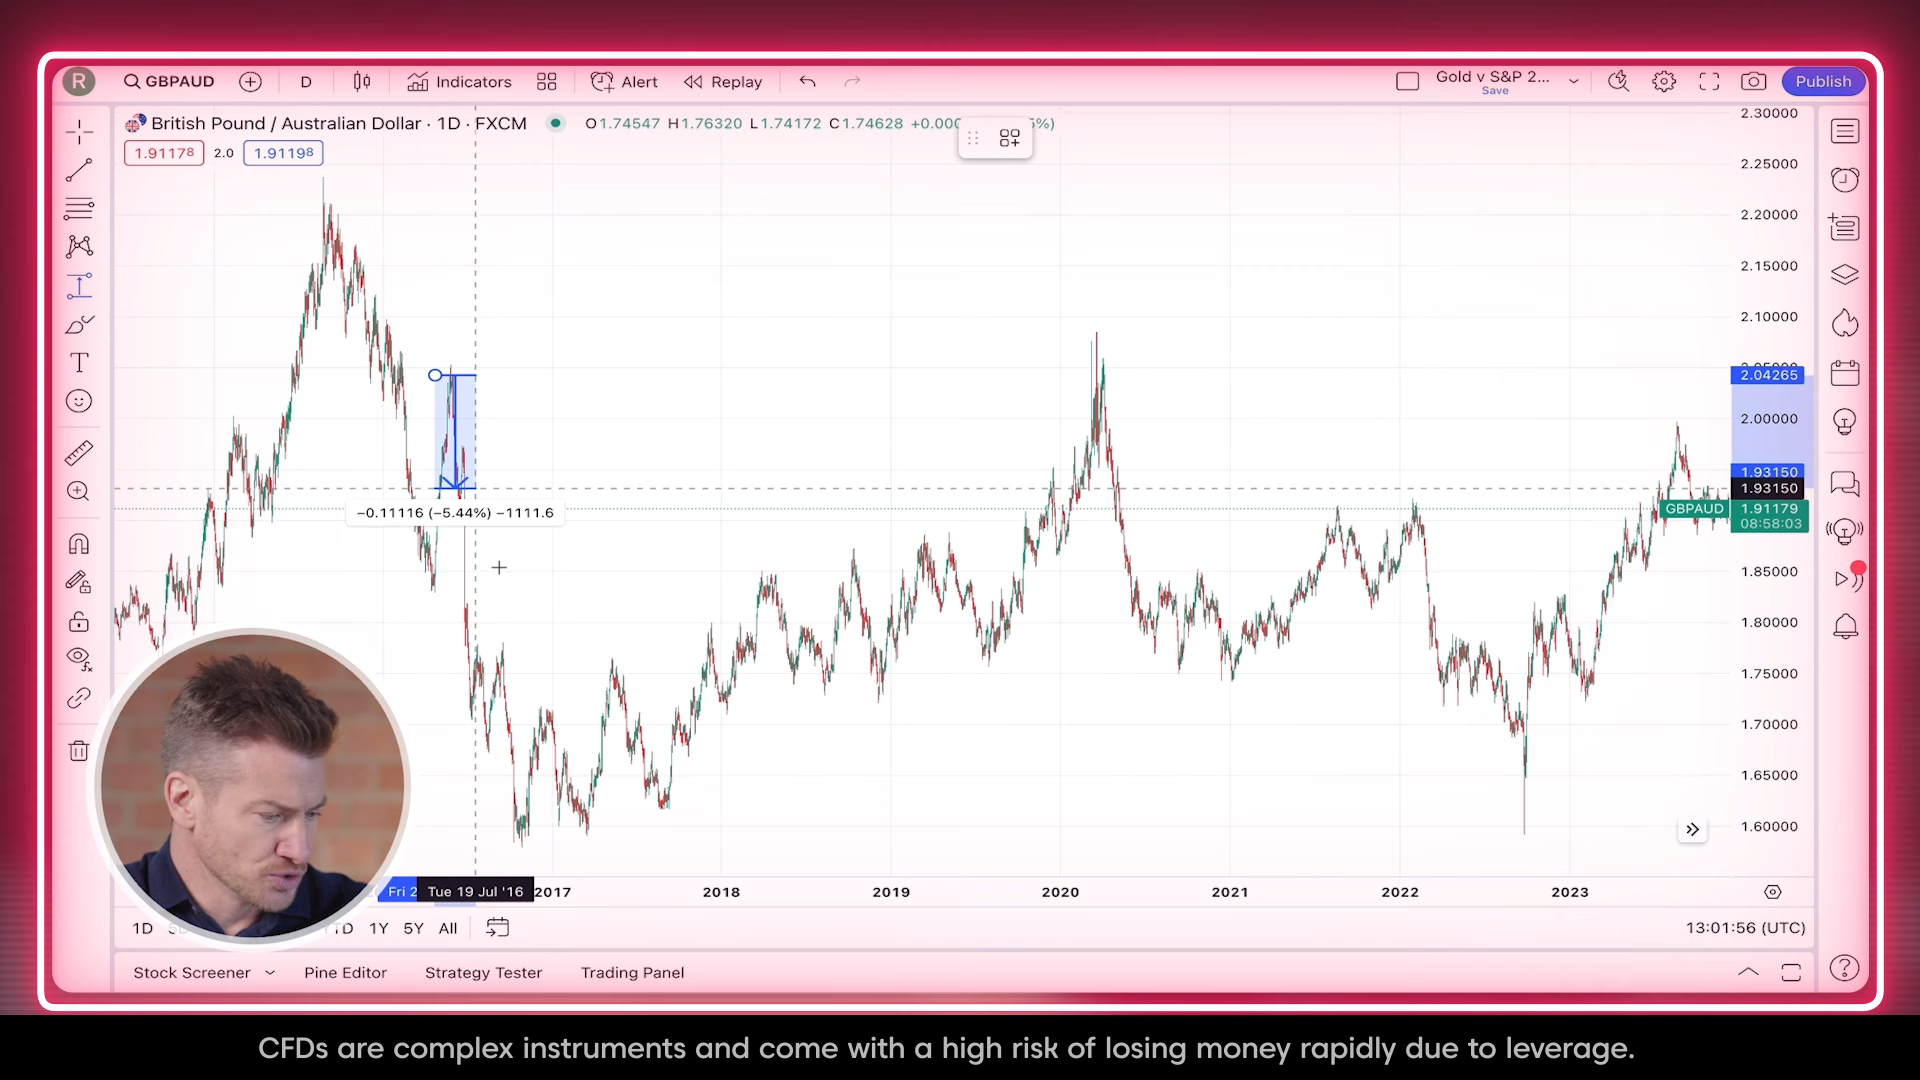 R
GBPAUD
D
Indicators
Alert
Replay
Gold v S&P 2...
Save
Publish
British Pound / Australian Dollar · 1D · FXCM
O1.74547 H1.76320 L1.74172 C1.74628 +0.000
%)
1.91178
2.0
1.91198
2.30000
2.25000
2.20000
2.15000
2.10000
2.04265
2.00000
1.93150
1.93150
GBPAUD
1.91179
08:58:03
1.85000
1.80000
1.75000
1.70000
1.65000
1.60000
−0.11116 (−5.44%) −1111.6
Fri 2
Tue 19 Jul '16
2017
2018
2019
2020
2021
2022
2023
1D
1Y
5Y
All
13:01:56 (UTC)
Stock Screener
Pine Editor
Strategy Tester
Trading Panel
CFDs are complex instruments and come with a high risk of losing money rapidly due to leverage.